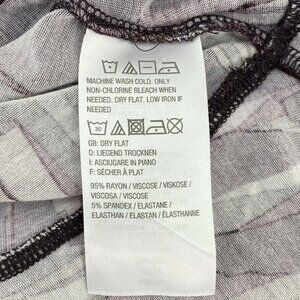 MACHINE WASH COLD. ONLY
NON-CHLORINE BLEACH WHEN
NEEDED. DRY FLAT. LOW IRON IF
NEEDED
30
GB: DRY FLAT
D: LIEGEND TROCKNEN
I: ASCIUGARE IN PIANO
F: SÉCHER À PLAT
95% RAYON / VISCOSE / VISKOSE /
VISCOSA / VISCOSE
5% SPANDEX / ELASTANE /
ELASTHAN / ELASTAN / ÉLASTHANNE